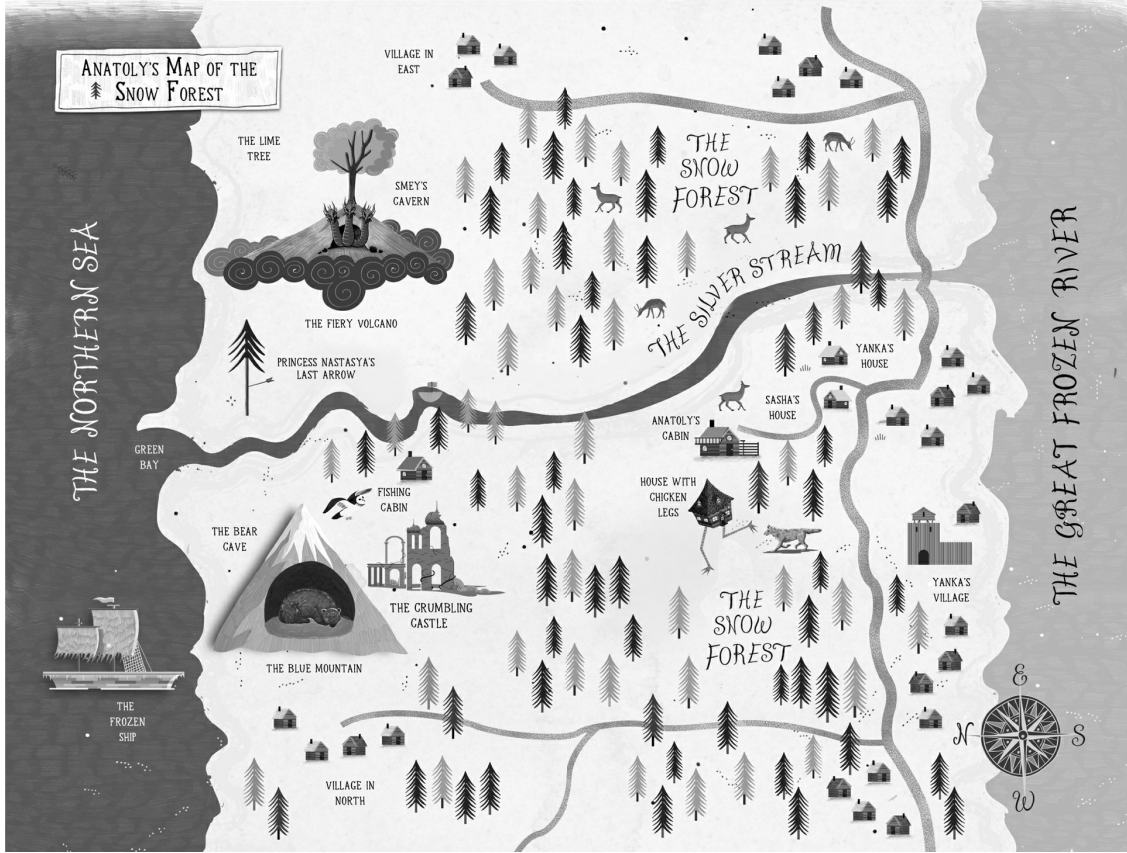 ANATOLY'S MAP OF THE
SNOW FOREST
VILLAGE IN
EAST
THE LIME
TREE
SMEY'S
CAVERN
THE
SNOW
FOREST
THE FIERY VOLCANO
THE SILVER STREAM
PRINCESS NASTASYA'S
LAST ARROW
THE NORTHERN SEA
GREEN
BAY
YANKA'S
HOUSE
SASHA'S
HOUSE
ANATOLY'S
CABIN
THE GREAT FROZEN RIVER
FISHING
CABIN
HOUSE WITH
CHICKEN
LEGS
THE BEAR
CAVE
THE CRUMBLING
CASTLE
YANKA'S
VILLAGE
THE
SNOW
FOREST
THE BLUE MOUNTAIN
THE
FROZEN
SHIP
VILLAGE IN
NORTH
E
N
S
W